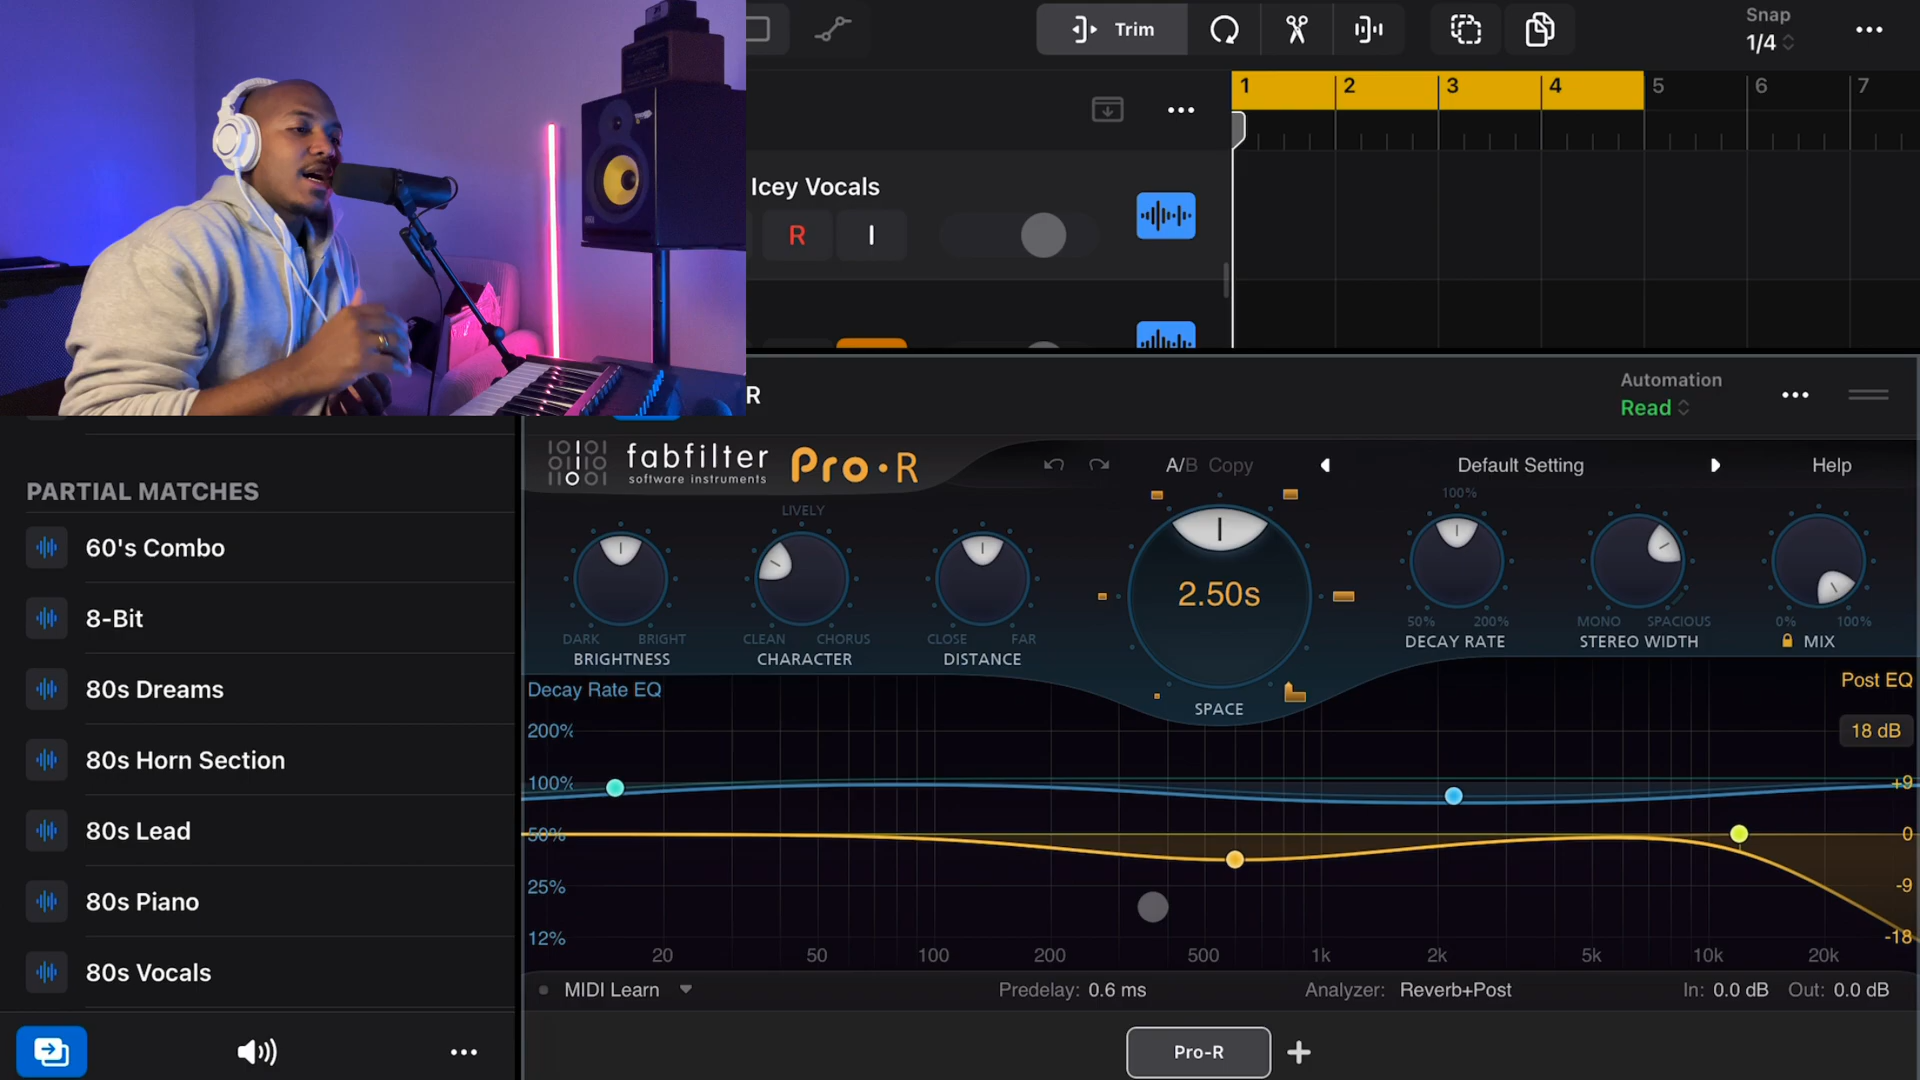 Trim
Snap
1/4
1 2 3 4 5 6 7
Icey Vocals
R I
R
Automation
Read
fabfilter Pro·R
software instruments
A/B Copy
Default Setting
Help
LIVELY
100%
2.50s
DARK BRIGHT
BRIGHTNESS
CLEAN CHORUS
CHARACTER
CLOSE FAR
DISTANCE
SPACE
50% 200%
DECAY RATE
MONO SPACIOUS
STEREO WIDTH
0% 100%
MIX
Decay Rate EQ
Post EQ
200%
18 dB
100%
+9
50%
0
25%
-9
12%
-18
20 50 100 200 500 1k 2k 5k 10k 20k
MIDI Learn
Predelay: 0.6 ms
Analyzer: Reverb+Post
In: 0.0 dB Out: 0.0 dB
Pro-R
PARTIAL MATCHES
60's Combo
8-Bit
80s Dreams
80s Horn Section
80s Lead
80s Piano
80s Vocals